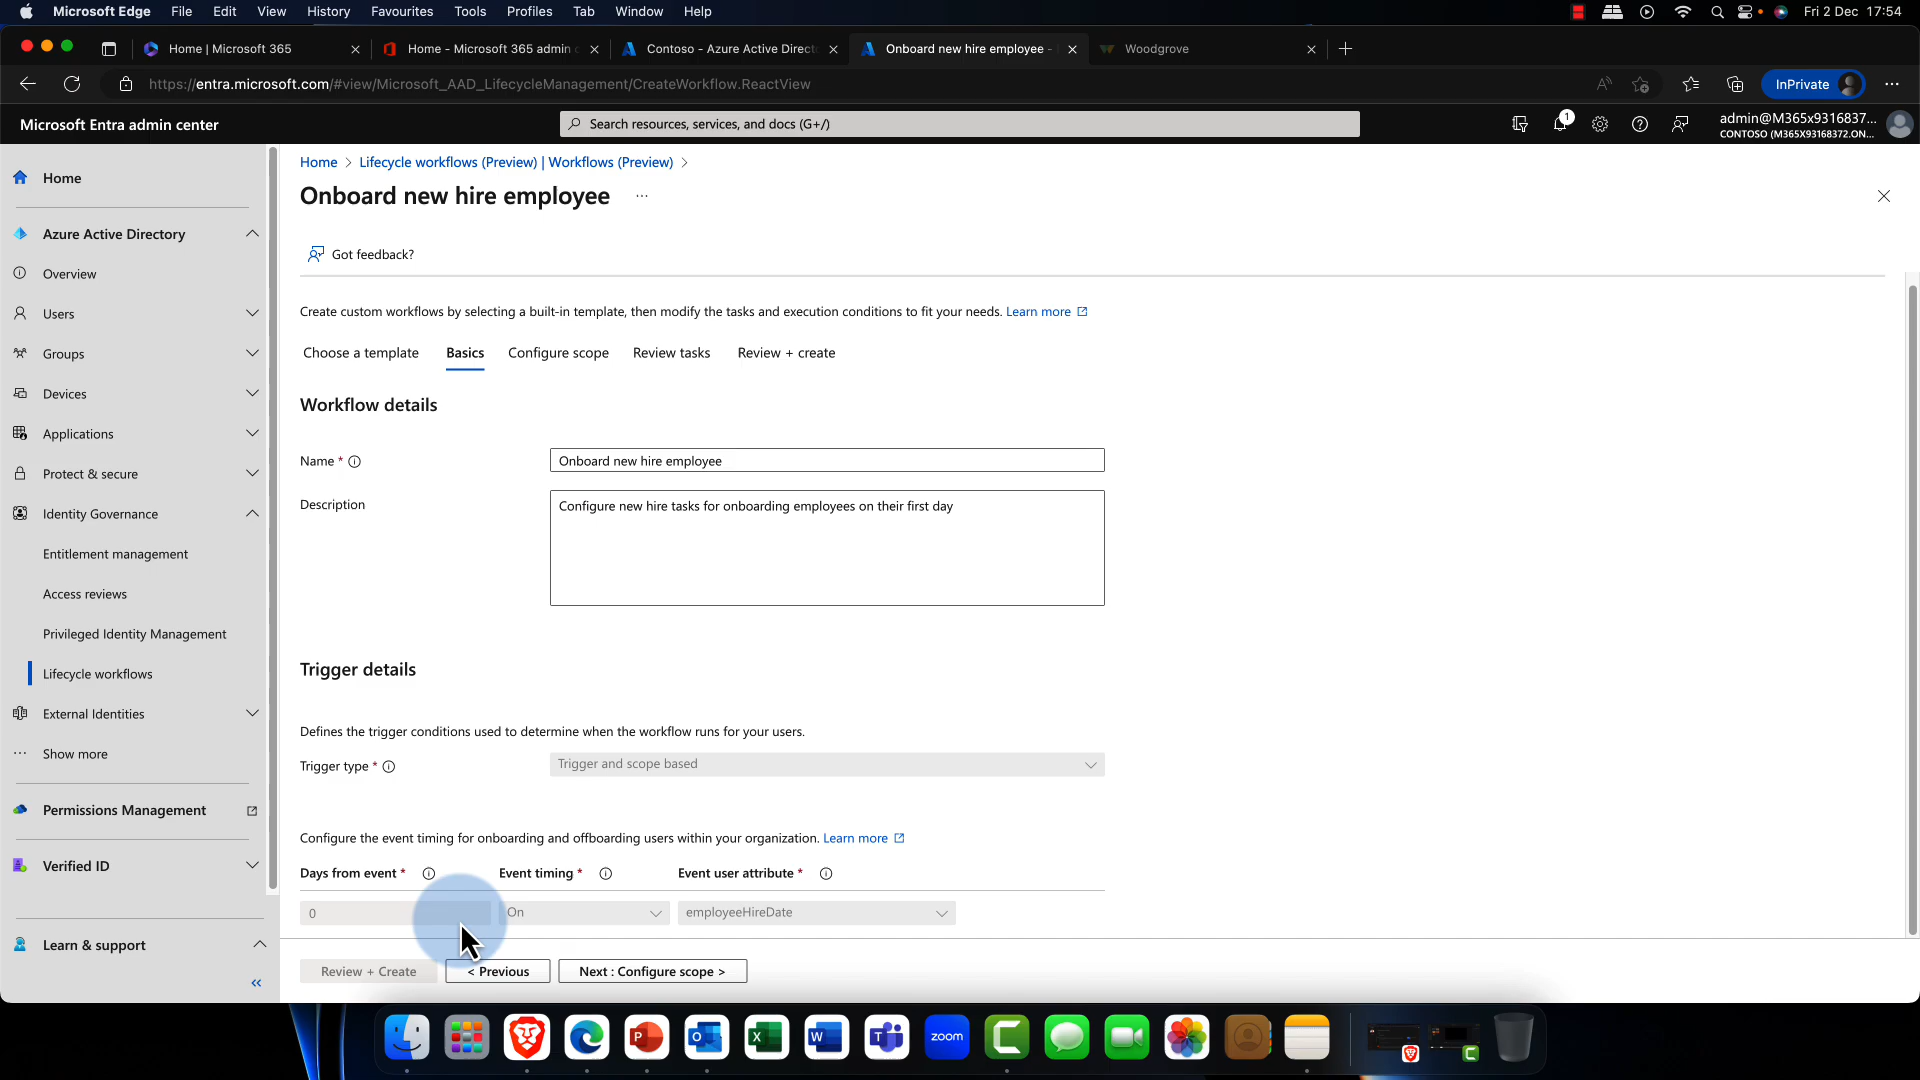 Microsoft Edge File Edit View History Favourites Tools Profiles Tab Window Help Fri 2 Dec 17:54
Home | Microsoft 365
Home - Microsoft 365 admin c
Contoso - Azure Active Direct
Onboard new hire employee -
Woodgrove
https://entra.microsoft.com/#view/Microsoft_AAD_LifecycleManagement/CreateWorkflow.ReactView
InPrivate
Microsoft Entra admin center
Search resources, services, and docs (G+/)
1
admin@M365x9316837...
CONTOSO (M365X93168372.ON...
Home
Azure Active Directory
Overview
Users
Groups
Devices
Applications
Protect & secure
Identity Governance
Entitlement management
Access reviews
Privileged Identity Management
Lifecycle workflows
External Identities
Show more
Permissions Management
Verified ID
Learn & support
Home > Lifecycle workflows (Preview) | Workflows (Preview) >
Onboard new hire employee ...
Got feedback?
Create custom workflows by selecting a built-in template, then modify the tasks and execution conditions to fit your needs. Learn more
Choose a template Basics Configure scope Review tasks Review + create
Workflow details
Name *
Onboard new hire employee
Description
Configure new hire tasks for onboarding employees on their first day
Trigger details
Defines the trigger conditions used to determine when the workflow runs for your users.
Trigger type *
Trigger and scope based
Configure the event timing for onboarding and offboarding users within your organization. Learn more
Days from event * Event timing * Event user attribute *
0 On employeeHireDate
Review + Create < Previous Next : Configure scope >
P O X W T zoom C
C